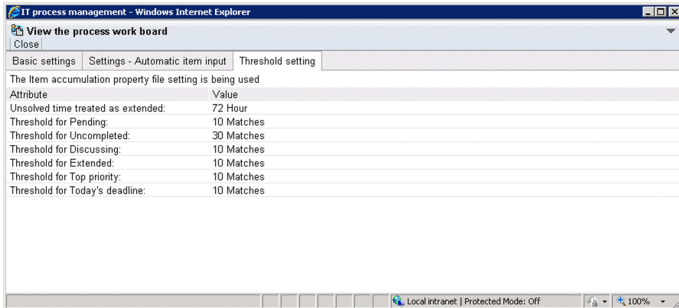 IT process management - Windows Internet Explorer
View the process work board
Close
Basic settings Settings - Automatic item input Threshold setting
The Item accumulation property file setting is being used
Attribute Value
Unsolved time treated as extended: 72 Hour
Threshold for Pending: 10 Matches
Threshold for Uncompleted: 30 Matches
Threshold for Discussing: 10 Matches
Threshold for Extended: 10 Matches
Threshold for Top priority: 10 Matches
Threshold for Today's deadline: 10 Matches
Local intranet | Protected Mode: Off 100%